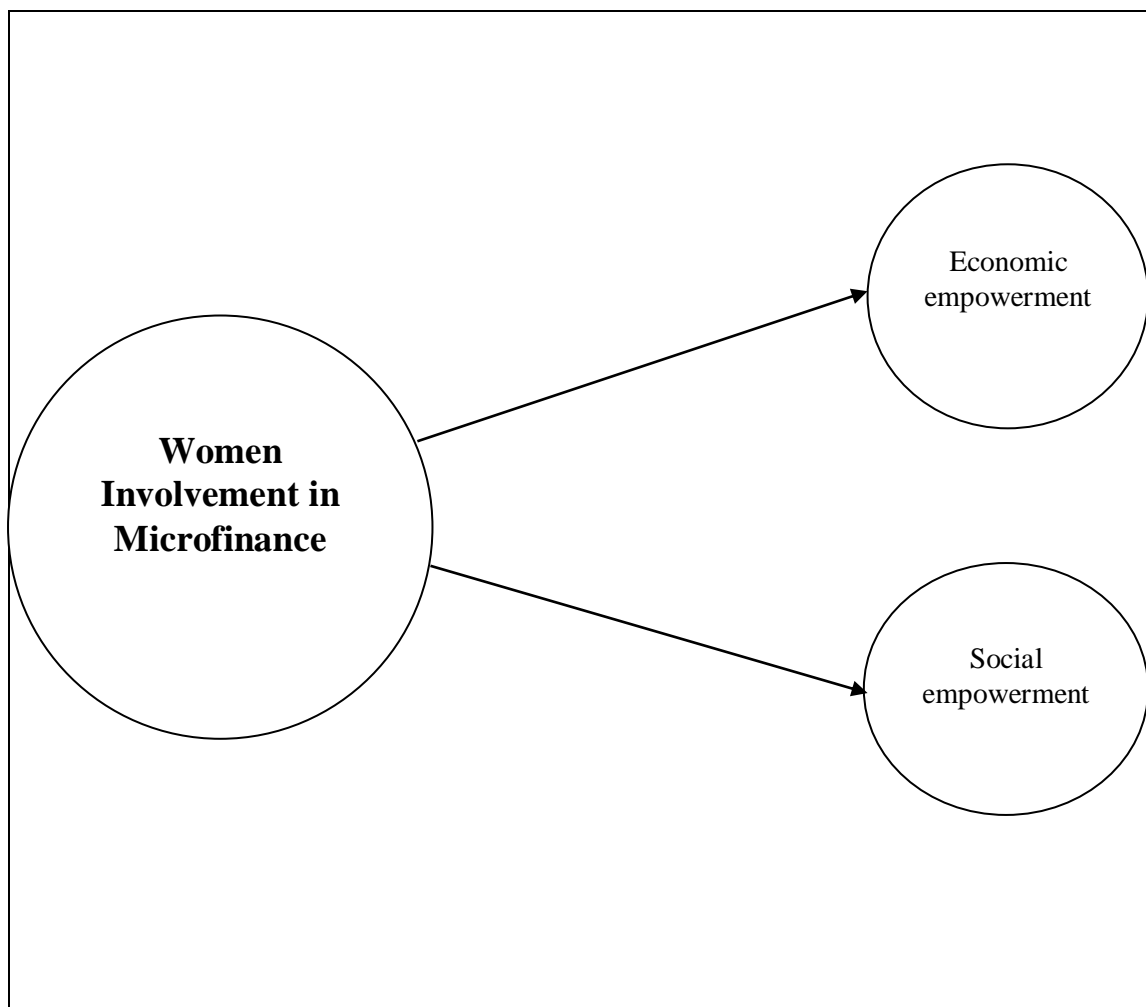 Economic
empowerment
Women
Involvement in
Microfinance
Social
empowerment